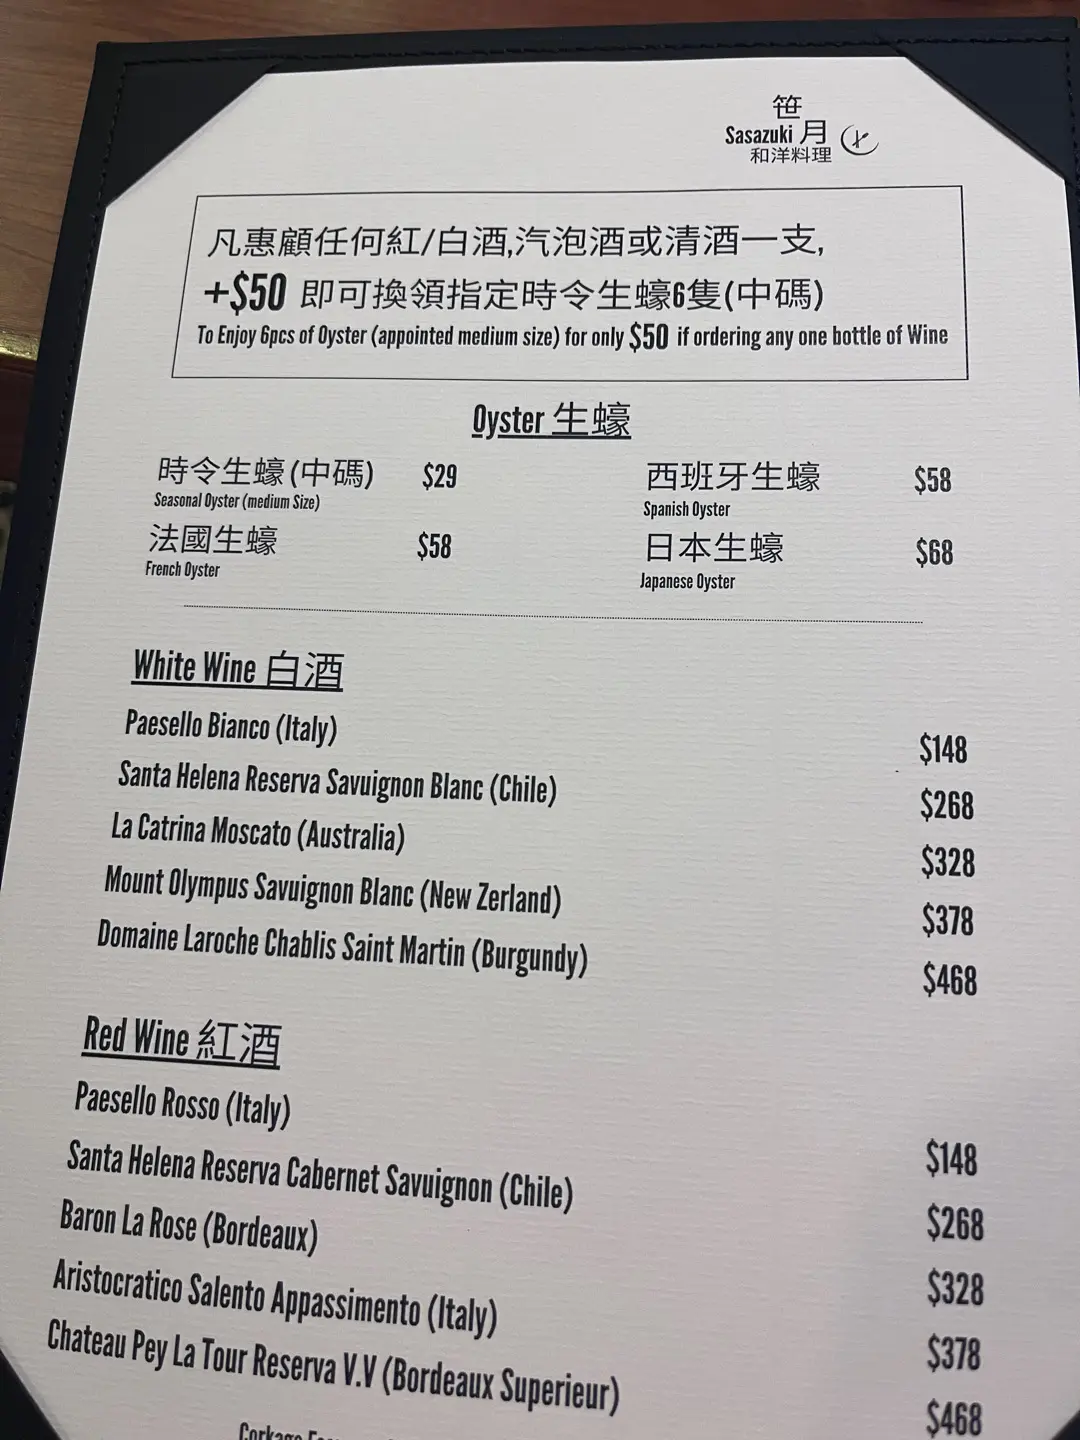 笹
Sasazuki 月
和洋料理
凡惠顧任何紅/白酒,汽泡酒或清酒一支,
+$50 即可換領指定時令生蠔6隻(中碼)
To Enjoy 6pcs of Oyster (appointed medium size) for only $50 if ordering any one bottle of Wine
Oyster 生蠔
時令生蠔(中碼) $29
Seasonal Oyster (medium Size)
西班牙生蠔 $58
Spanish Oyster
法國生蠔 $58
French Oyster
日本生蠔 $68
Japanese Oyster
White Wine 白酒
Paesello Bianco (Italy) $148
Santa Helena Reserva Savuignon Blanc (Chile) $268
La Catrina Moscato (Australia) $328
Mount Olympus Savuignon Blanc (New Zerland) $378
Domaine Laroche Chablis Saint Martin (Burgundy) $468
Red Wine 紅酒
Paesello Rosso (Italy) $148
Santa Helena Reserva Cabernet Savuignon (Chile) $268
Baron La Rose (Bordeaux) $328
Aristocratico Salento Appassimento (Italy) $378
Chateau Pey La Tour Reserva V.V (Bordeaux Superieur) $468
Corkage